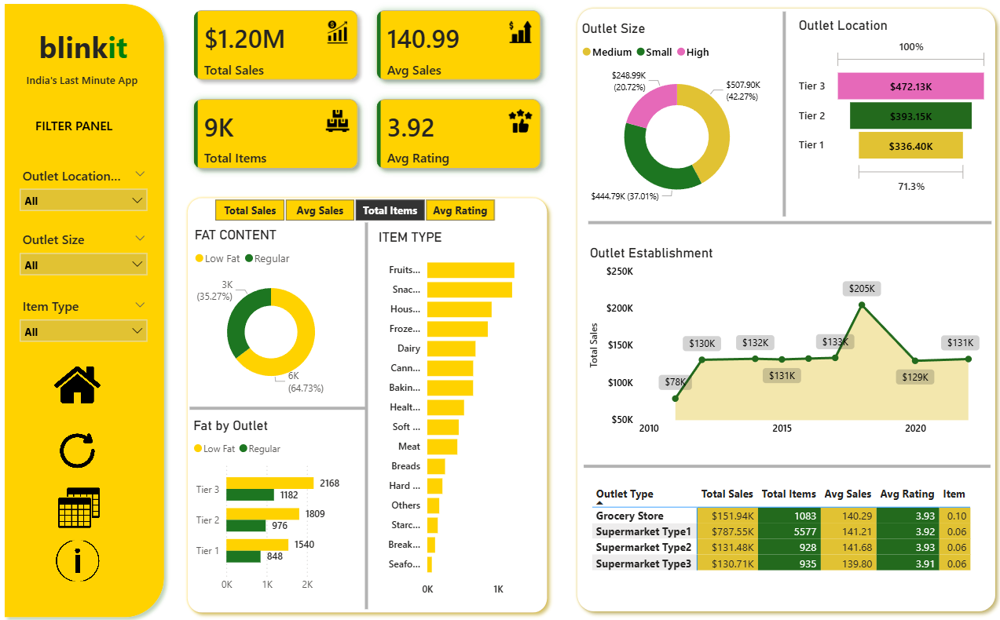 blinkit
India's Last Minute App
FILTER PANEL
Outlet Location...
All
Outlet Size
All
Item Type
All
$1.20M
Total Sales
140.99
Avg Sales
9K
Total Items
3.92
Avg Rating
Total Sales Avg Sales Total Items Avg Rating
FAT CONTENT
Low Fat Regular
3K
(35.27%)
6K
(64.73%)
Fat by Outlet
Low Fat Regular
Tier 3 2168
1182
Tier 2 1809
976
Tier 1 1540
848
0K 1K 2K
ITEM TYPE
Fruits...
Snac...
Hous...
Froze...
Dairy
Cann...
Bakin...
Healt...
Soft ...
Meat
Breads
Hard ...
Others
Starc...
Break...
Seafo...
0K 1K
Outlet Size
Medium Small High
$248.99K
(20.72%)
$507.90K
(42.27%)
$444.79K (37.01%)
Outlet Location
100%
Tier 3 $472.13K
Tier 2 $393.15K
Tier 1 $336.40K
71.3%
Outlet Establishment
Total Sales
$250K
$200K
$150K
$100K
$50K
$78K
$130K
$132K
$131K
$133K
$205K
$129K
$131K
2010 2015 2020
Outlet Type Total Sales Total Items Avg Sales Avg Rating Item
Grocery Store $151.94K 1083 140.29 3.93 0.10
Supermarket Type1 $787.55K 5577 141.21 3.92 0.06
Supermarket Type2 $131.48K 928 141.68 3.93 0.06
Supermarket Type3 $130.71K 935 139.80 3.91 0.06